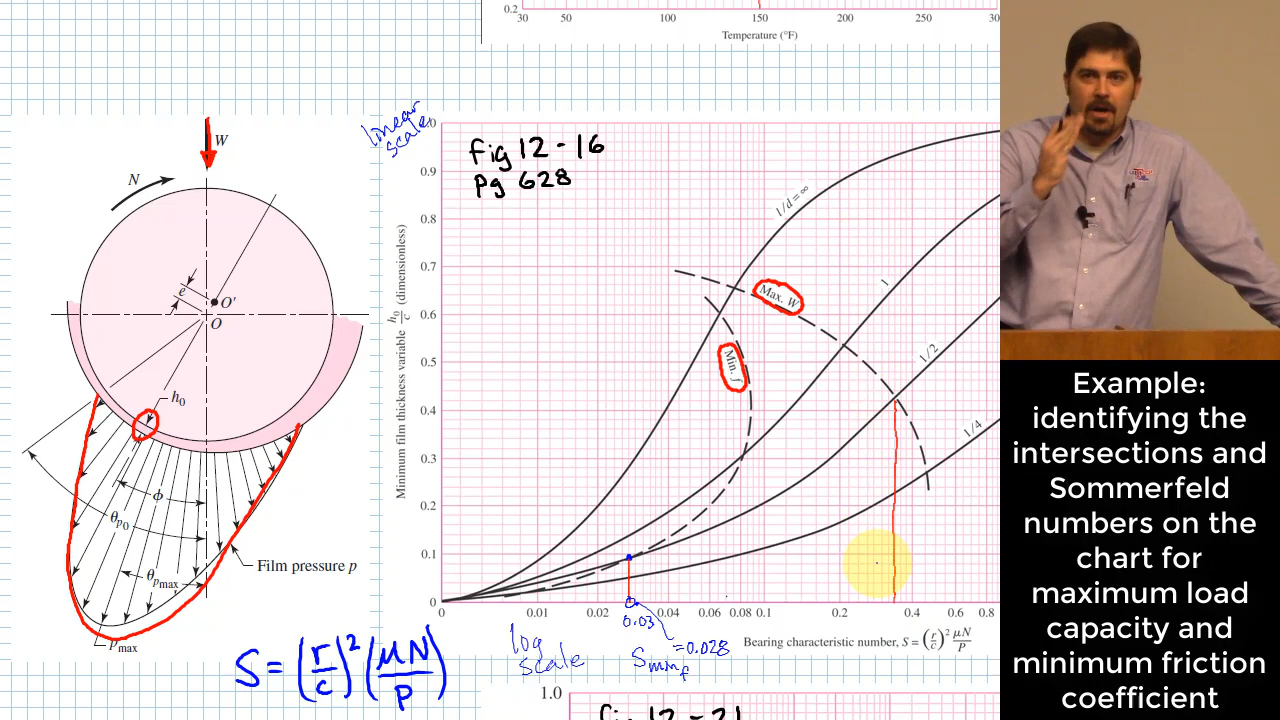 0.2
30 50 100 150 200 250 30
Temperature (°F)
W
N
e
O'
O
h₀
ϕ
θp₀
θpmax
Film pressure p
pmax
S = (r/c)² (μN/P)
linear
scale
fig 12-16
pg 628
Minimum film thickness variable h₀/c (dimensionless)
.0
0.9
0.8
0.7
0.6
0.5
0.4
0.3
0.2
0.1
0
l/d = ∞
1
1/2
1/4
Max. W
Min. f
0 0.01 0.02 0.04 0.06 0.08 0.1 0.2 0.4 0.6 0.8
0.03
log
scale
Sminf = 0.028
Bearing characteristic number, S = (r/c)² μN/P
1.0
fig 12-21
Example:
identifying the
intersections and
Sommerfeld
numbers on the
chart for
maximum load
capacity and
minimum friction
coefficient